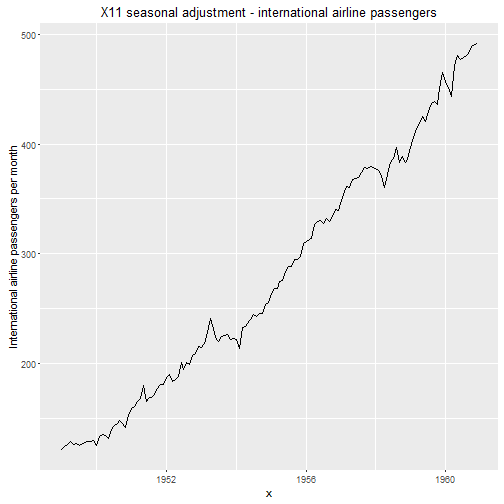 X11 seasonal adjustment - international airline passengers
International airline passengers per month
500
400
300
200
1952
1956
1960
x